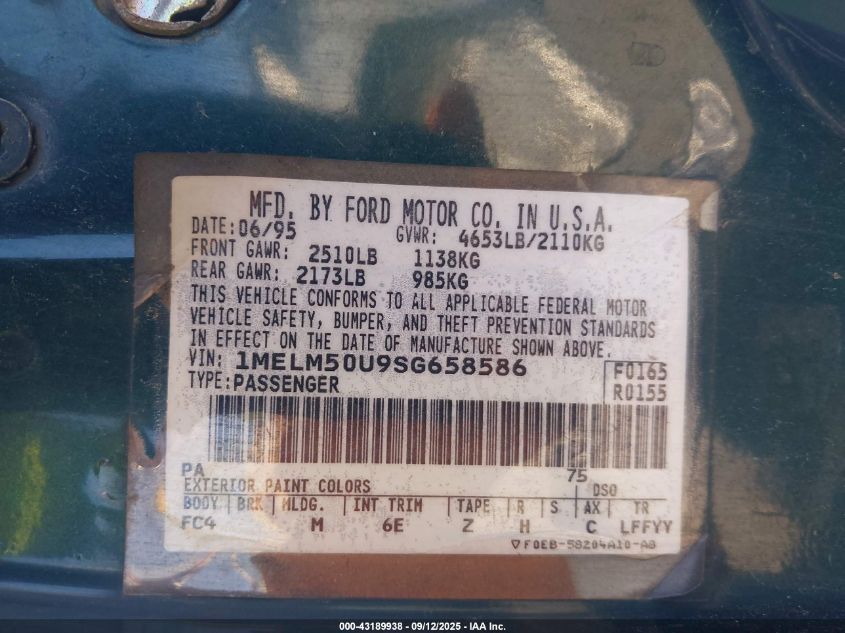 MFD. BY FORD MOTOR CO. IN U.S.A.
DATE: 06/95 GVWR: 4653LB/2110KG
FRONT GAWR: 2510LB 1138KG
REAR GAWR: 2173LB 985KG
THIS VEHICLE CONFORMS TO ALL APPLICABLE FEDERAL MOTOR
VEHICLE SAFETY, BUMPER, AND THEFT PREVENTION STANDARDS
IN EFFECT ON THE DATE OF MANUFACTURE SHOWN ABOVE.
VIN: 1MELM50U9SG658586 F0165
TYPE: PASSENGER R0155
PA 75
EXTERIOR PAINT COLORS DSO
BODY BRK MLDG. INT TRIM TAPE R S AX TR
FC4 M 6E Z H C LFFYY
▽F0EB-58204A10-AB
000-43189938 - 09/12/2025 - IAA Inc.